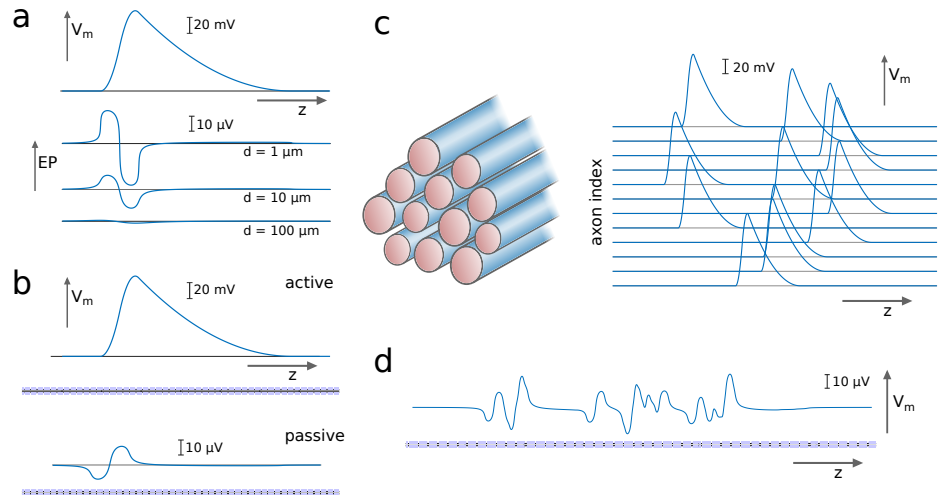 a
Vm
20 mV
z
10 µV
EP
d = 1 µm
d = 10 µm
d = 100 µm
b
Vm
20 mV
active
z
passive
10 µV
c
20 mV
Vm
axon index
z
d
10 µV
Vm
z